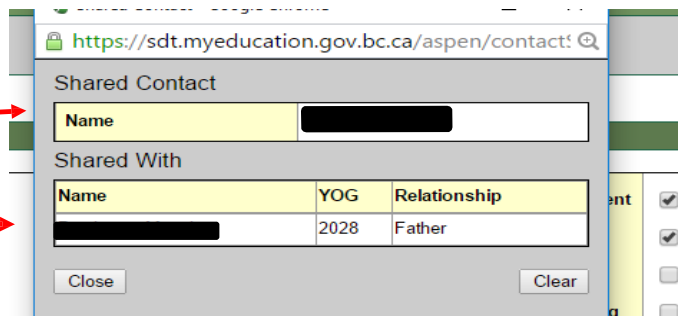 https://sdt.myeducation.gov.bc.ca/aspen/contact
Shared Contact
Name
Shared With
Name YOG Relationship
2028 Father
Close Clear